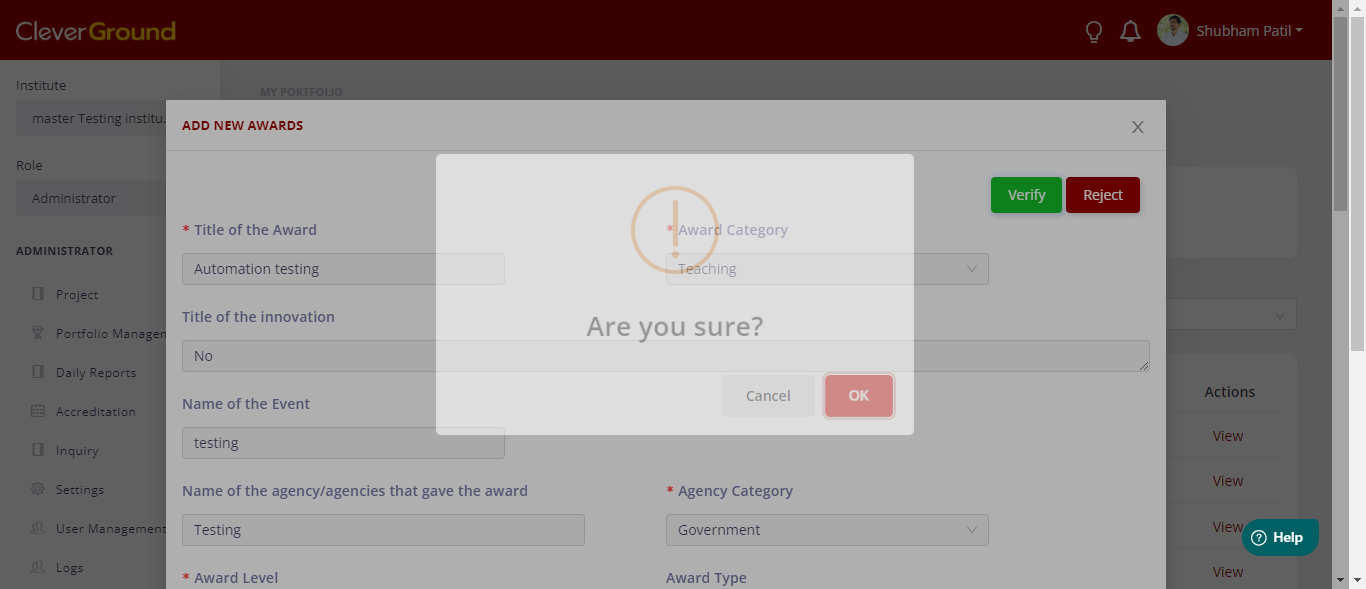 CleverGround
Shubham Patil
Institute
MY PORTFOLIO
master Testing institu.
ADD NEW AWARDS
Role
Administrator
Verify
Reject
* Title of the Award
* Award Category
ADMINISTRATOR
Automation testing
Teaching
Project
Title of the innovation
Are you sure?
Portfolio Managen
No
Daily Reports
Cancel
OK
Actions
Name of the Event
Accreditation
View
testing
Inquiry
View
Settings
Name of the agency/agencies that gave the award
* Agency Category
User Management
Testing
Government
View
Help
Logs
View
* Award Level
Award Type